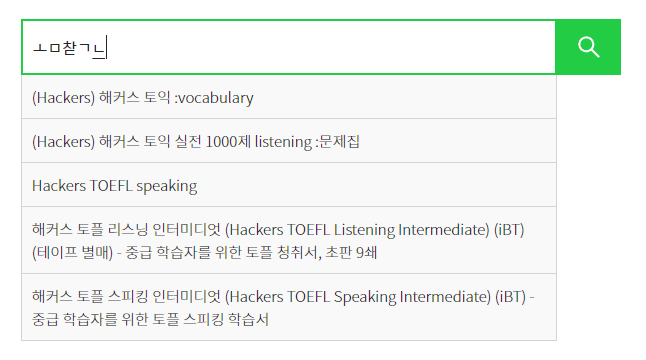 ㅗㅁ찯ㄱㄴ
(Hackers) 해커스 토익 :vocabulary
(Hackers) 해커스 토익 실전 1000제 listening :문제집
Hackers TOEFL speaking
해커스 토플 리스닝 인터미디엇 (Hackers TOEFL Listening Intermediate) (iBT)
(테이프 별매) - 중급 학습자를 위한 토플 청취서, 초판 9쇄
해커스 토플 스피킹 인터미디엇 (Hackers TOEFL Speaking Intermediate) (iBT) -
중급 학습자를 위한 토플 스피킹 학습서